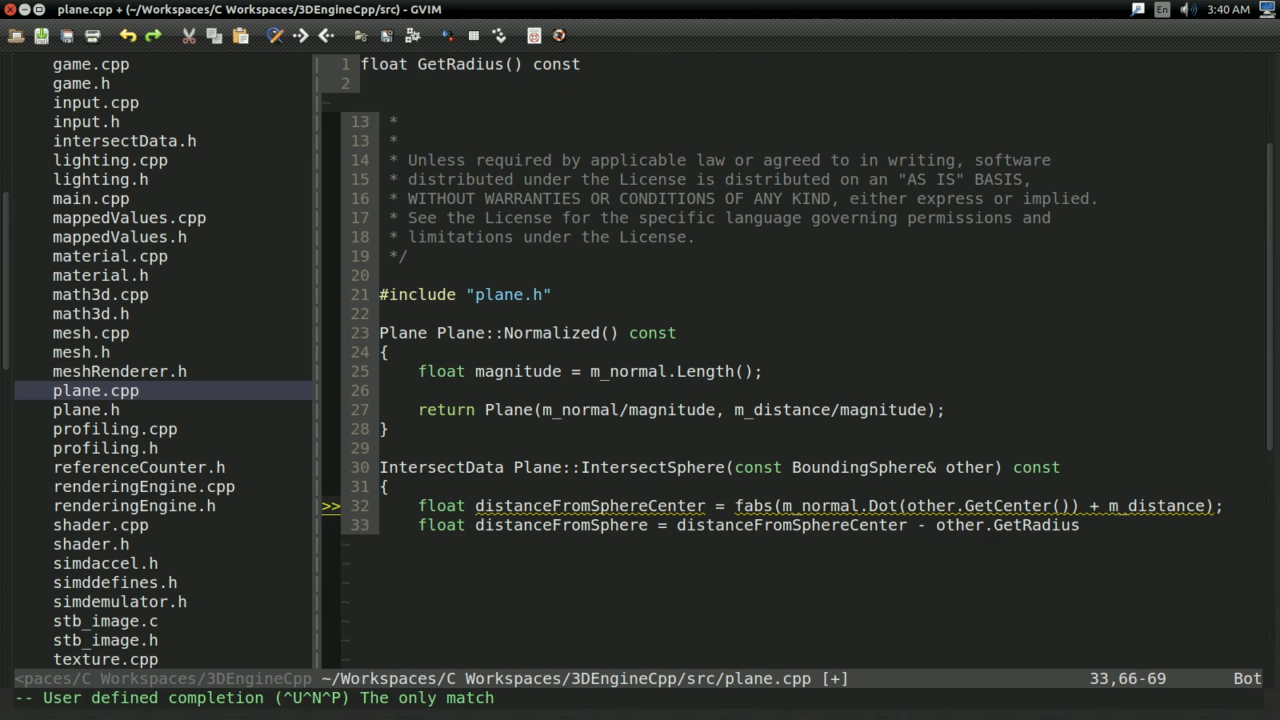 plane.cpp + (~/Workspaces/C Workspaces/3DEngineCpp/src) - GVIM
En
3:40 AM
game.cpp
game.h
input.cpp
input.h
intersectData.h
lighting.cpp
lighting.h
main.cpp
mappedValues.cpp
mappedValues.h
material.cpp
material.h
math3d.cpp
math3d.h
mesh.cpp
mesh.h
meshRenderer.h
plane.cpp
plane.h
profiling.cpp
profiling.h
referenceCounter.h
renderingEngine.cpp
renderingEngine.h
shader.cpp
shader.h
simdaccel.h
simddefines.h
simdemulator.h
stb_image.c
stb_image.h
texture.cpp
1 float GetRadius() const
2
~
13 *
13 *
14 * Unless required by applicable law or agreed to in writing, software
15 * distributed under the License is distributed on an "AS IS" BASIS,
16 * WITHOUT WARRANTIES OR CONDITIONS OF ANY KIND, either express or implied.
17 * See the License for the specific language governing permissions and
18 * limitations under the License.
19 */
20
21 #include "plane.h"
22
23 Plane Plane::Normalized() const
24 {
25 float magnitude = m_normal.Length();
26
27 return Plane(m_normal/magnitude, m_distance/magnitude);
28 }
29
30 IntersectData Plane::IntersectSphere(const BoundingSphere& other) const
31 {
>> 32 float distanceFromSphereCenter = fabs(m_normal.Dot(other.GetCenter()) + m_distance);
33 float distanceFromSphere = distanceFromSphereCenter - other.GetRadius
~
~
~
~
~
~
~
<paces/C Workspaces/3DEngineCpp ~/Workspaces/C Workspaces/3DEngineCpp/src/plane.cpp [+] 33,66-69 Bot
-- User defined completion (^U^N^P) The only match